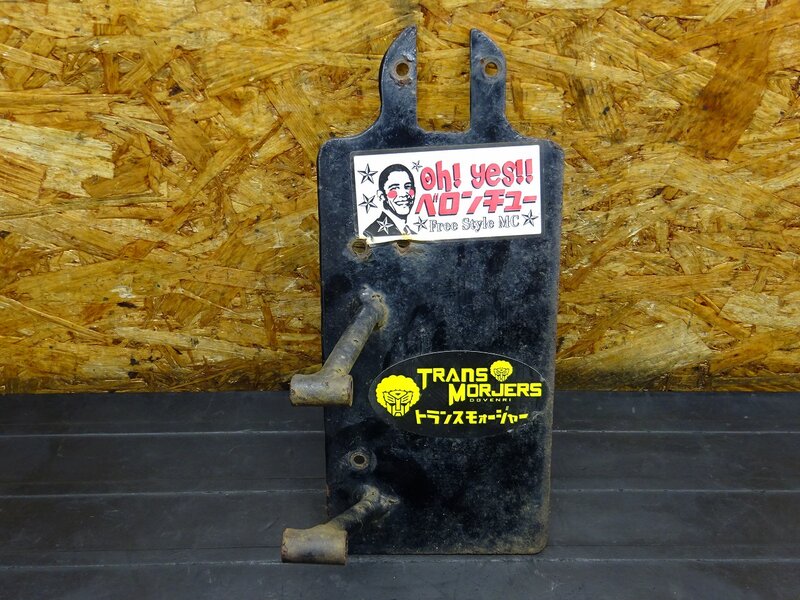 oh! yes!!
ベロンチュー
Free Style MC
TRANS
MORJERS
DOVENRI
トランスモォージャー